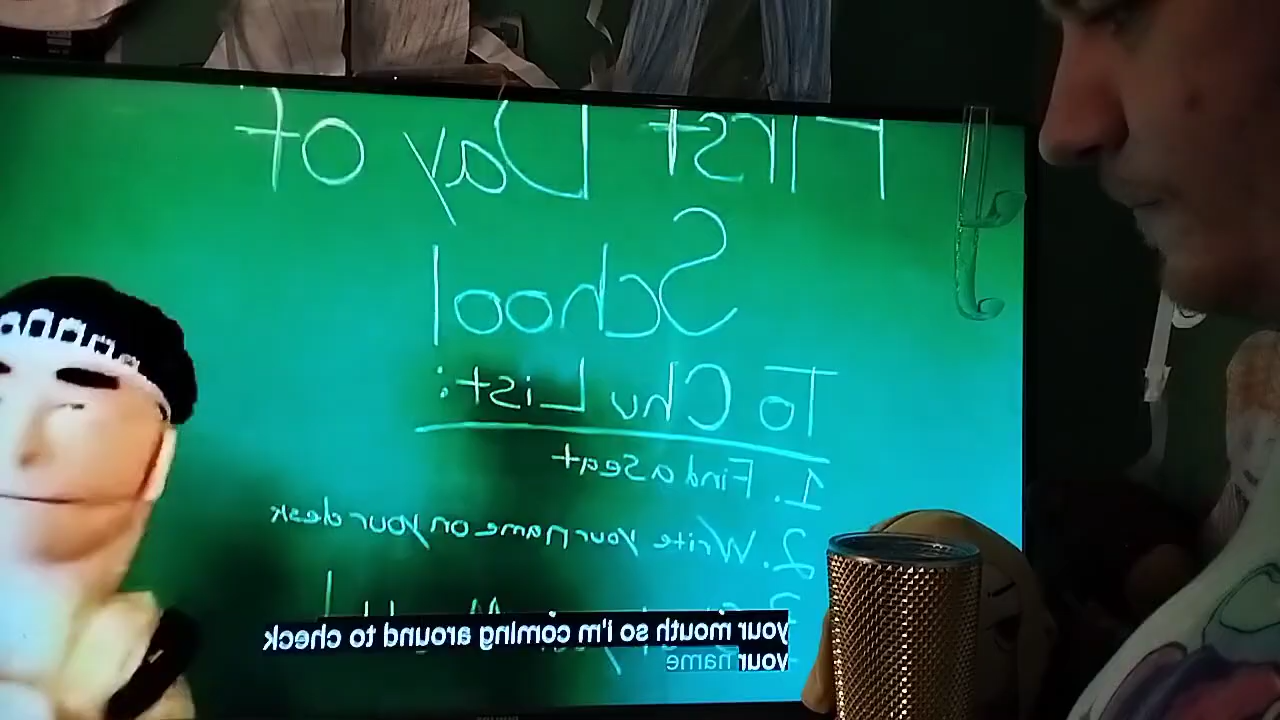 First Day of
School
To Chu List:
1. Find a Seat
2. Write your name on your desk
3.
your mouth so i'm coming around to check
your name